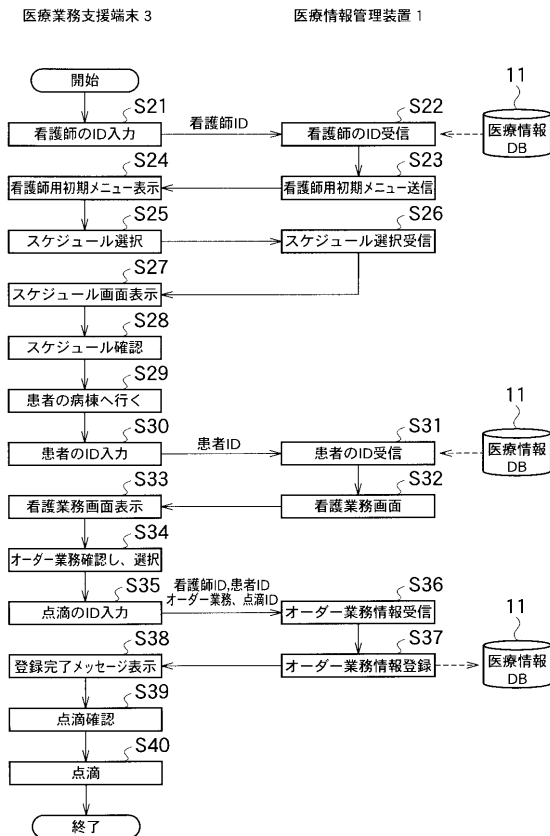 医療業務支援端末 3
医療情報管理装置 1
開始
S21
看護師のID入力
看護師ID
S22
看護師のID受信
11
医療情報
DB
S24
看護師用初期メニュー表示
S23
看護師用初期メニュー送信
S25
スケジュール選択
S26
スケジュール選択受信
S27
スケジュール画面表示
S28
スケジュール確認
S29
患者の病棟へ行く
S30
患者のID入力
患者ID
S31
患者のID受信
11
医療情報
DB
S33
看護業務画面表示
S32
看護業務画面
S34
オーダー業務確認し、選択
S35
点滴のID入力
看護師ID,患者ID
オーダー業務、点滴ID
S36
オーダー業務情報受信
S38
登録完了メッセージ表示
S37
オーダー業務情報登録
11
医療情報
DB
S39
点滴確認
S40
点滴
終了